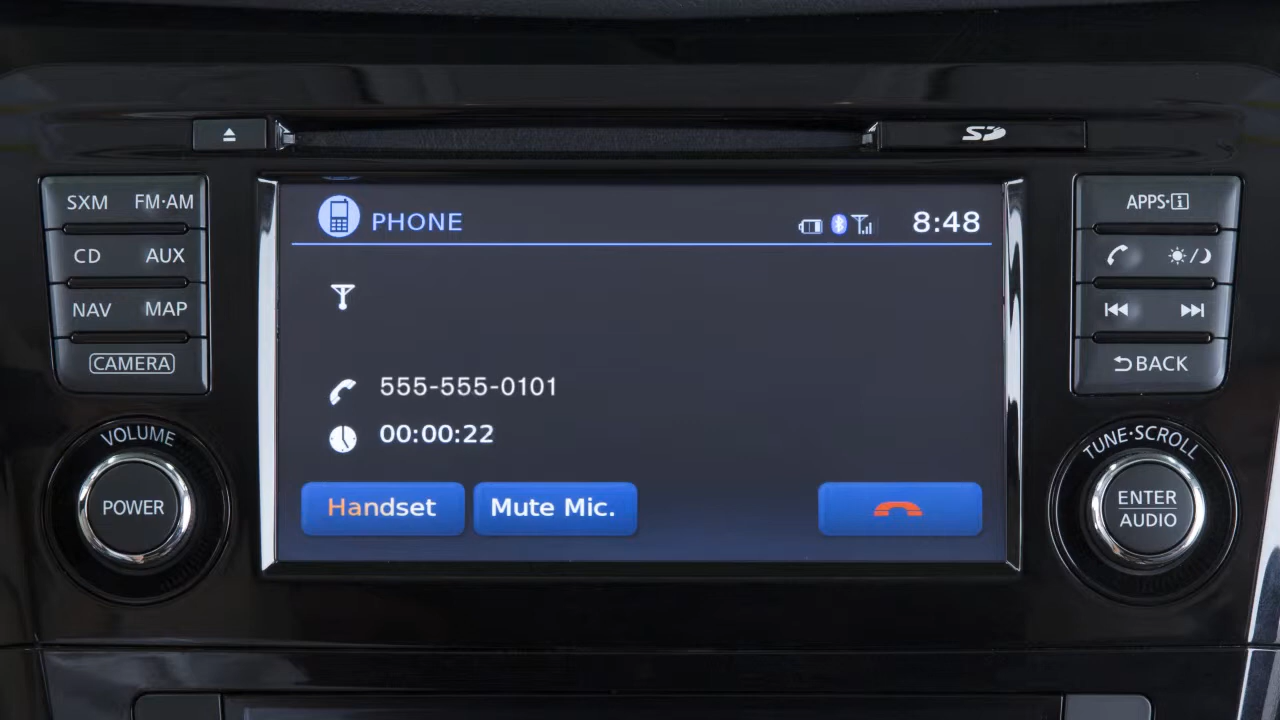 SD
SXM FM·AM
CD AUX
NAV MAP
CAMERA
VOLUME
POWER
PHONE 8:48
555-555-0101
00:00:22
Handset Mute Mic.
APPS·i
BACK
TUNE·SCROLL
ENTER
AUDIO